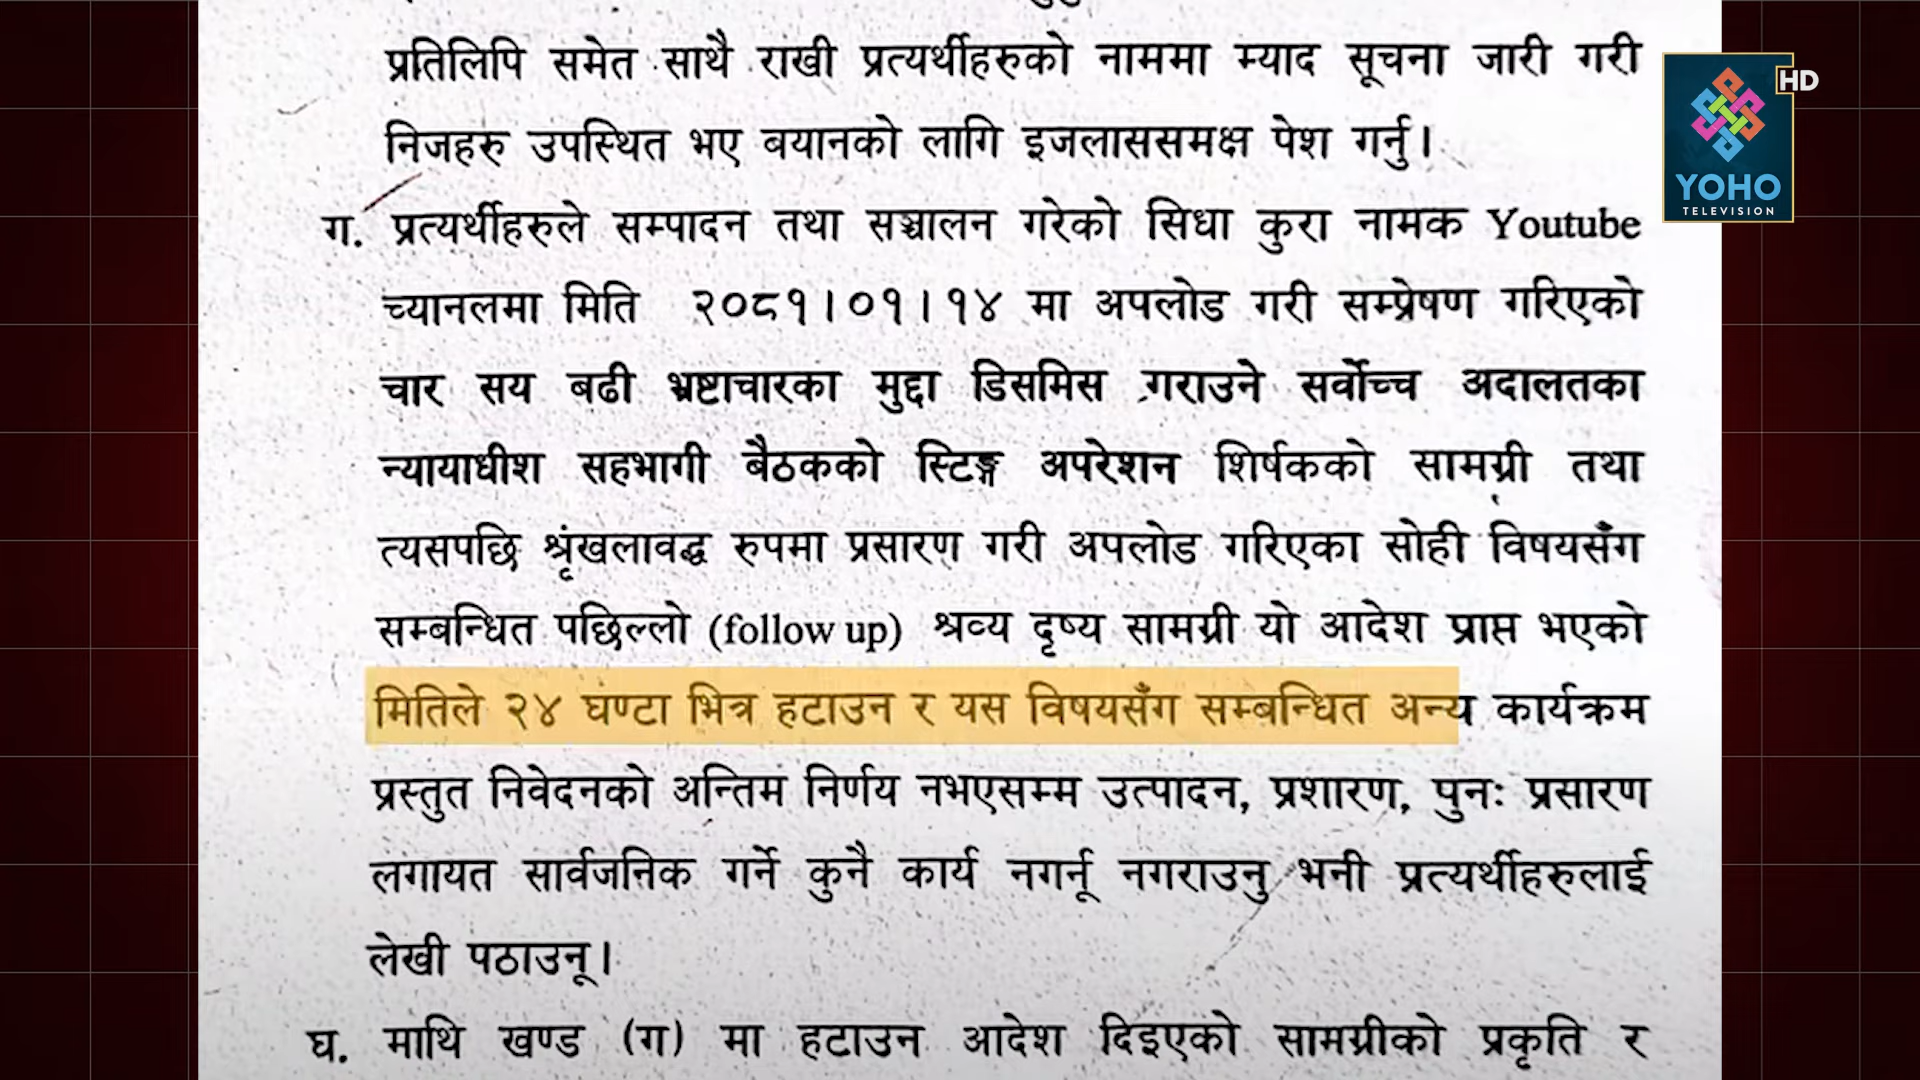 प्रतिलिपि समेत साथै राखी प्रत्यर्थीहरुको नाममा म्याद सूचना जारी गरी
निजहरु उपस्थित भए बयानको लागि इजलाससमक्ष पेश गर्नु।
ग. प्रत्यर्थीहरुले सम्पादन तथा सञ्चालन गरेको सिधा कुरा नामक Youtube
च्यानलमा मिति २०८१।०१।१४ मा अपलोड गरी सम्प्रेषण गरिएको
चार सय बढी भ्रष्टाचारका मुद्दा डिसमिस गराउने सर्वोच्च अदालतका
न्यायाधीश सहभागी बैठकको स्टिङ्ग अपरेशन शिर्षकको सामग्री तथा
त्यसपछि श्रृंखलावद्ध रुपमा प्रसारण गरी अपलोड गरिएका सोही विषयसँग
सम्बन्धित पछिल्लो (follow up) श्रव्य दृष्य सामग्री यो आदेश प्राप्त भएको
मितिले २४ घण्टा भित्र हटाउन र यस विषयसँग सम्बन्धित अन्य कार्यक्रम
प्रस्तुत निवेदनको अन्तिम निर्णय नभएसम्म उत्पादन, प्रशारण, पुनः प्रसारण
लगायत सार्वजनिक गर्ने कुनै कार्य नगर्नू नगराउनु भनी प्रत्यर्थीहरुलाई
लेखी पठाउनू।
घ. माथि खण्ड (ग) मा हटाउन आदेश दिइएको सामग्रीको प्रकृति र
HD
YOHO
TELEVISION